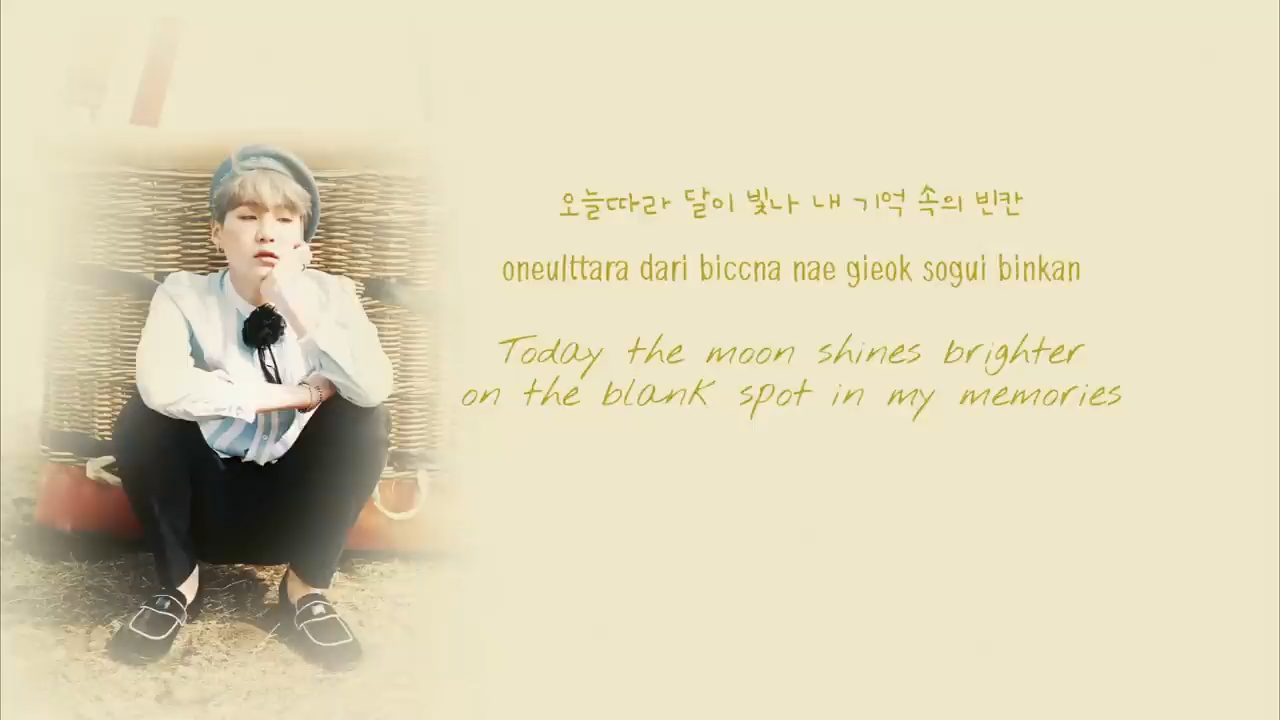 오늘따라 달이 빛나 내 기억 속의 빈칸
oneulttara dari biccna nae gieok sogui binkan
Today the moon shines brighter
on the blank spot in my memories